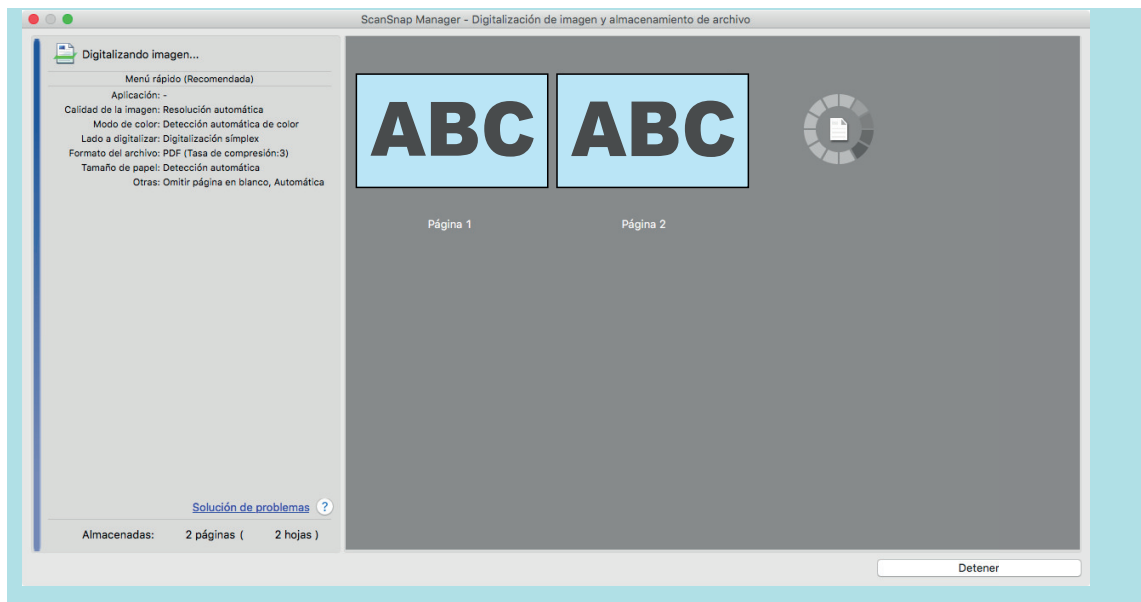 ScanSnap Manager - Digitalización de imagen y almacenamiento de archivo
Digitalizando imagen...
Menú rápido (Recomendada)
Aplicación: -
Calidad de la imagen: Resolución automática
Modo de color: Detección automática de color
Lado a digitalizar: Digitalización símplex
Formato del archivo: PDF (Tasa de compresión:3)
Tamaño de papel: Detección automática
Otras: Omitir página en blanco, Automática
Solución de problemas ?
Almacenadas: 2 páginas ( 2 hojas )
ABC ABC
Página 1 Página 2
Detener